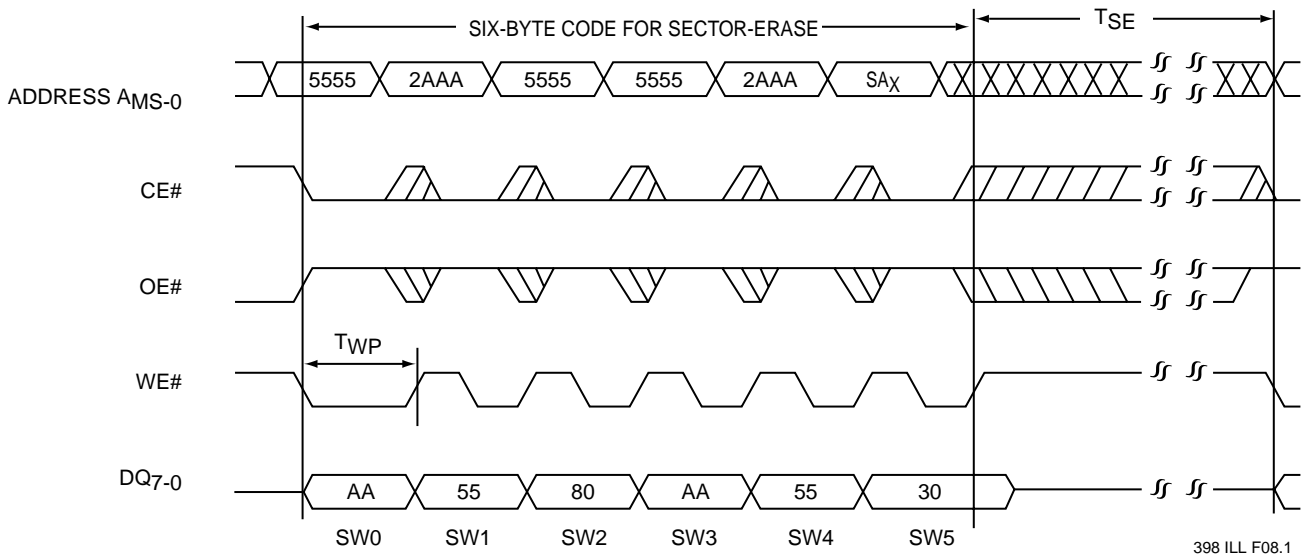 SIX-BYTE CODE FOR SECTOR-ERASE
TSE
ADDRESS AMS-0
5555 2AAA 5555 5555 2AAA SAX
CE#
OE#
TWP
WE#
DQ7-0
AA 55 80 AA 55 30
SW0 SW1 SW2 SW3 SW4 SW5
398 ILL F08.1